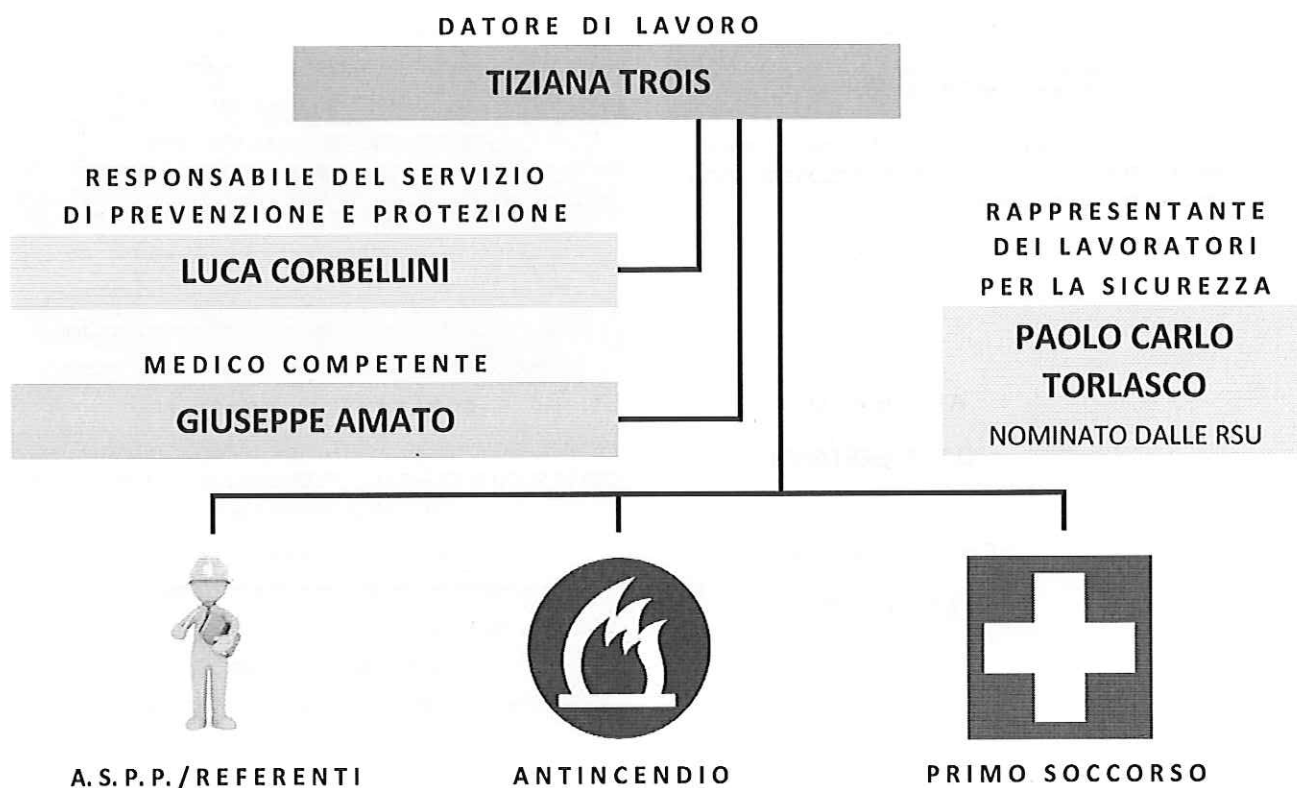 DATORE DI LAVORO
TIZIANA TROIS
RESPONSABILE DEL SERVIZIO
DI PREVENZIONE E PROTEZIONE
LUCA CORBELLINI
MEDICO COMPETENTE
GIUSEPPE AMATO
RAPPRESENTANTE
DEI LAVORATORI
PER LA SICUREZZA
PAOLO CARLO
TORLASCO
NOMINATO DALLE RSU
A.S.P.P./REFERENTI
ANTINCENDIO
PRIMO SOCCORSO